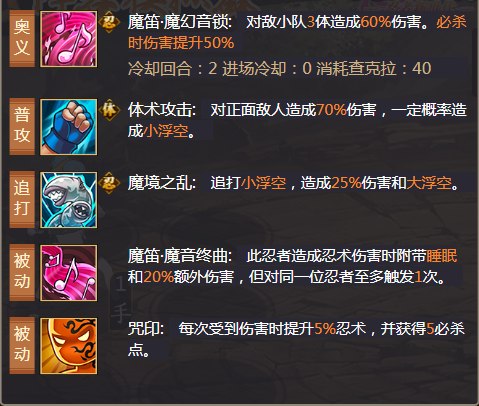 奥义
忍
魔笛·魔幻音锁: 对敌小队3体造成60%伤害。必杀
时伤害提升50%
冷却回合:2 进场冷却:0 消耗查克拉:40
普攻
体
体术攻击: 对正面敌人造成70%伤害,一定概率造
成小浮空。
追打
忍
魔境之乱: 追打小浮空,造成25%伤害和大浮空。
被动
魔笛·魔音终曲: 此忍者造成忍术伤害时附带睡眠
和20%额外伤害,但对同一位忍者至多触发1次。
1
手
被动
咒印: 每次受到伤害时提升5%忍术,并获得5必杀
点。